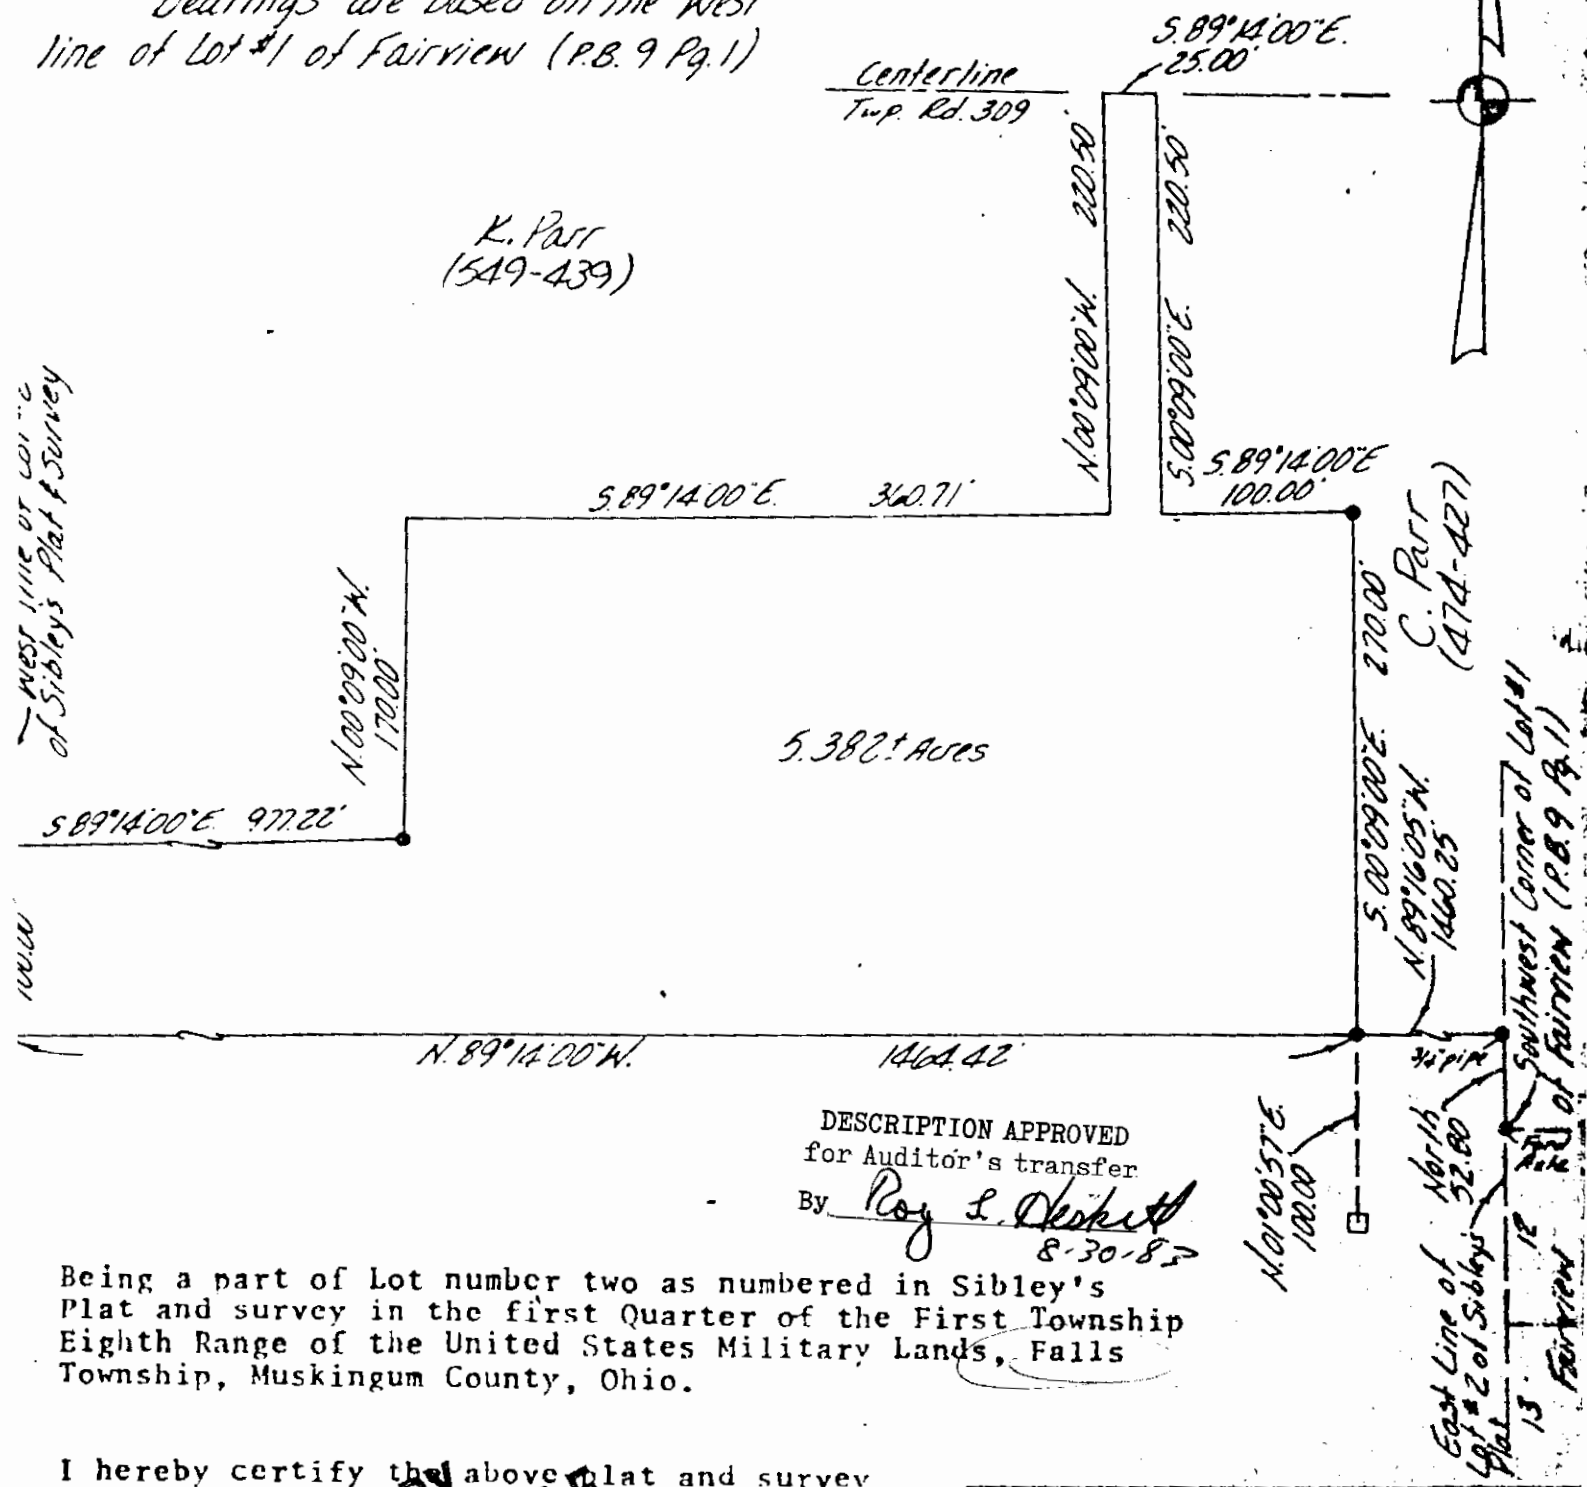 bearings are based on the West
line of Lot #1 of Fairview (P.B. 9 Pg. 1)
S. 89°14'00"E.
25.00'
Centerline
Twp. Rd. 309
220.50'
N.00°09'00"W.
220.50'
S.00°09'00"E.
K. Parr
(549-439)
West line of Lot
of Sibleys Plat & Survey
S.89°14'00"E
100.00'
S.89°14'00"E. 360.71'
C. Parr
(474-427)
N.00°09'00"W.
170.00'
S.00°09'00"E. 270.00'
5.382± Acres
S 89°14'00"E. 977.22'
N.89°16'05"W.
1460.25'
Southwest Corner of Lot #1
of Fairview (P.B. 9 Pg. 1)
100.00
N. 89°14'00"W. 1464.42'
3/4" pipe
N.01°00'57"E.
100.00'
North
52.80'
DESCRIPTION APPROVED
for Auditor's transfer
By Roy L. Heskett
8-30-83
East Line of
Lot #2 of Sibleys
Plat
12
13
Fairview
Being a part of Lot number two as numbered in Sibley's
Plat and survey in the first Quarter of the First Township
Eighth Range of the United States Military Lands, Falls
Township, Muskingum County, Ohio.
I hereby certify the above plat and survey